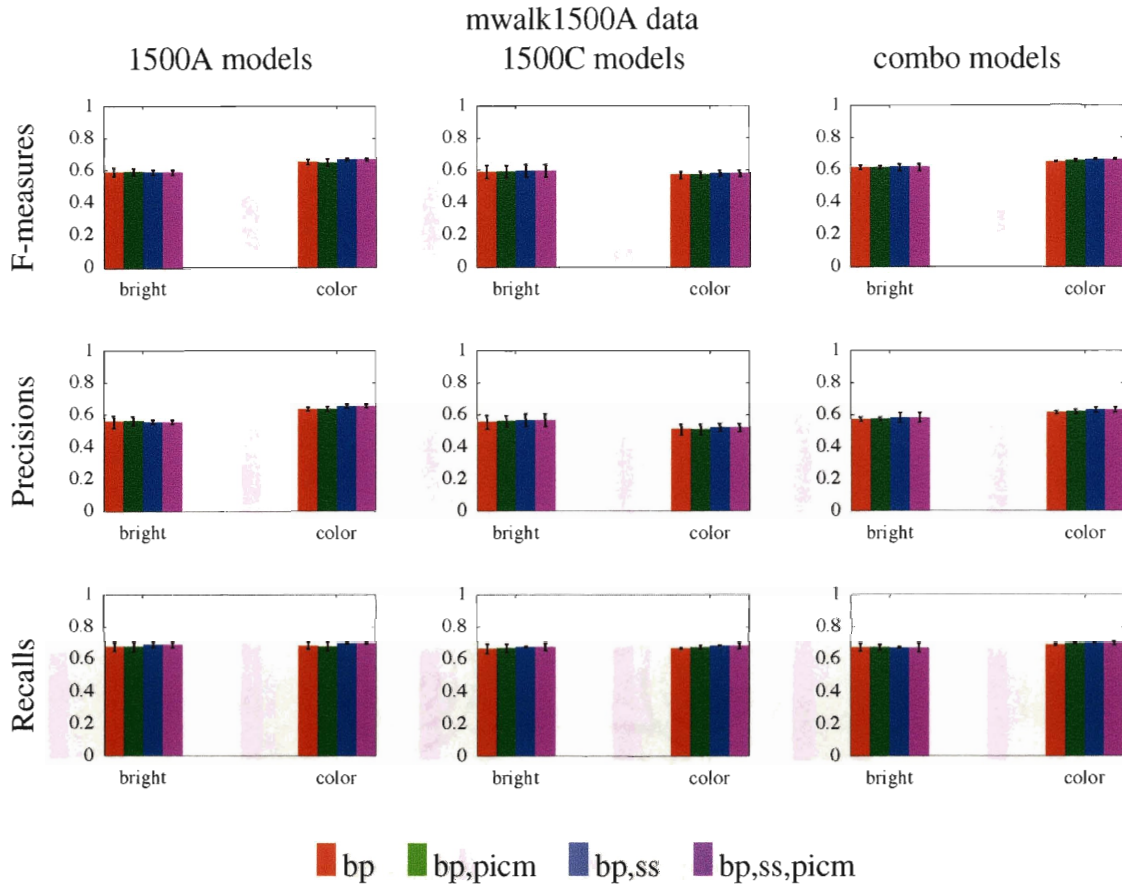 mwalk1500A data
1500A models 1500C models combo models
F-measures
1 0.8 0.6 0.4 0.2 0
bright color
1 0.8 0.6 0.4 0.2 0
bright color
1 0.8 0.6 0.4 0.2 0
bright color
Precisions
1 0.8 0.6 0.4 0.2 0
bright color
1 0.8 0.6 0.4 0.2 0
bright color
1 0.8 0.6 0.4 0.2 0
bright color
Recalls
1 0.8 0.6 0.4 0.2 0
bright color
1 0.8 0.6 0.4 0.2 0
bright color
1 0.8 0.6 0.4 0.2 0
bright color
bp bp,picm bp,ss bp,ss,picm